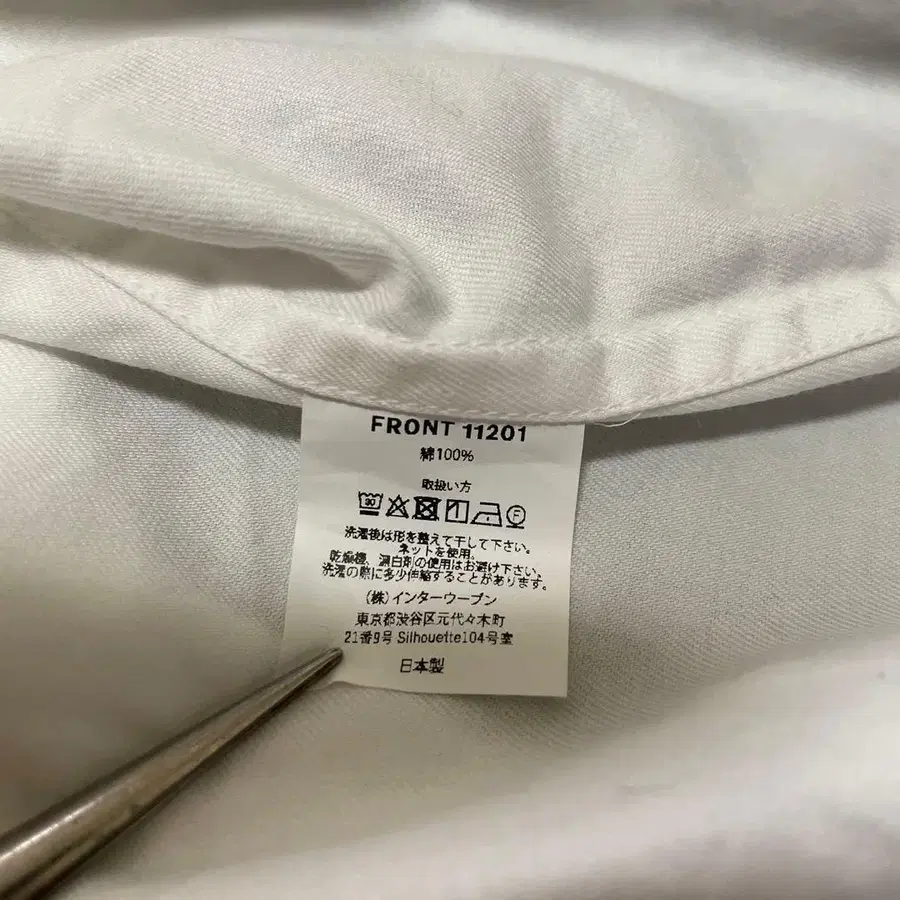 FRONT 11201
綿100%
取扱い方
30 F
洗濯後は形を整えて干して下さい。
ネットを使用。
乾燥機、漂白剤の使用はお避け下さい。
洗濯の際に多少伸縮することがあります。
(株)インターウーブン
東京都渋谷区元代々木町
21番9号 Silhouette104号室
日本製